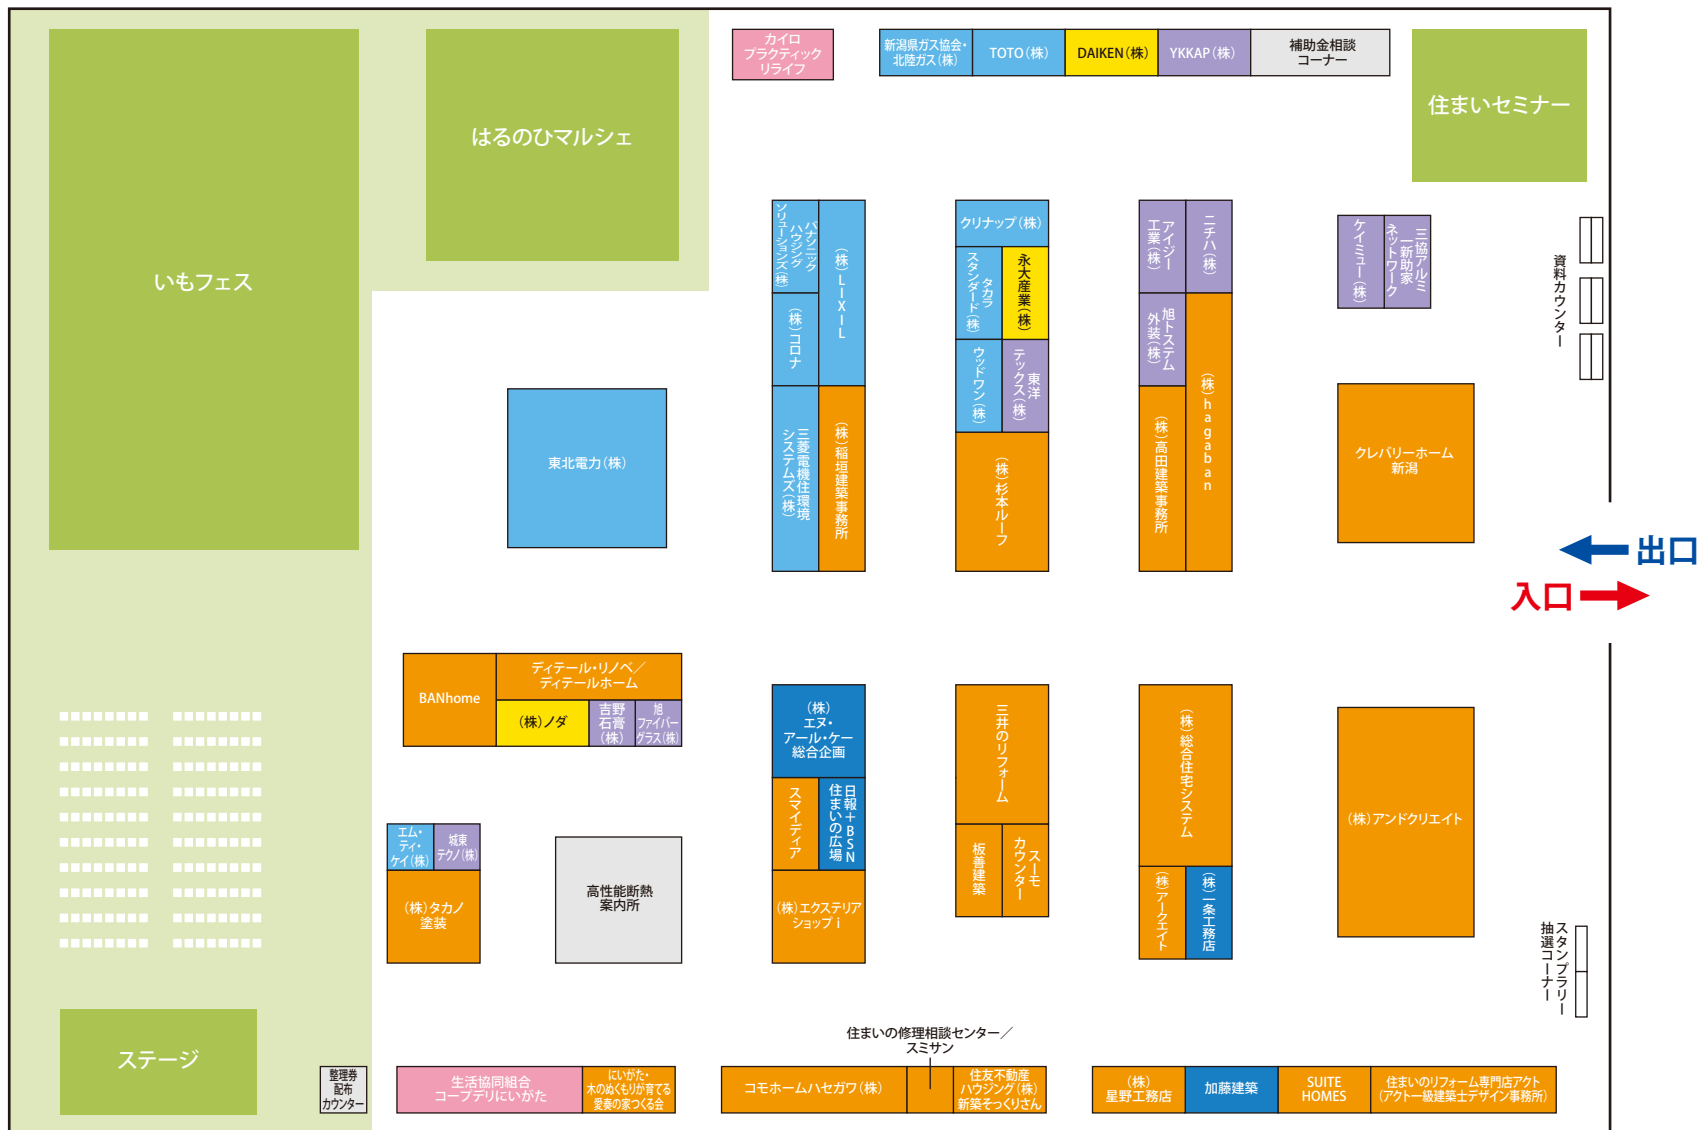 カイロ
プラクティック
リライフ
新潟県ガス協会・
北陸ガス(株)
TOTO(株)
DAIKEN(株)
YKKAP(株)
補助金相談
コーナー
住まいセミナー
はるのひマルシェ
いもフェス
パナソニック
ハウジング
ソリューションズ(株)
(株)LIXIL
(株)コロナ
三菱電機住環境
システムズ(株)
(株)稲垣建築事務所
クリナップ(株)
タカラ
スタンダード(株)
永大産業(株)
ウッドワン(株)
東洋
テックス(株)
(株)杉本ルーフ
アイジー
工業(株)
ニチハ(株)
旭トステム
外装(株)
(株)hagaban
(株)高田建築事務所
ケイミュー(株)
三協アルミ
一新助家
ネットワーク
資料カウンター
クレバリーホーム
新潟
東北電力(株)
出口
入口
BANhome
ディテール・リノベ/
ディテールホーム
(株)ノダ
吉野
石膏
(株)
旭
ファイバー
グラス(株)
(株)
エヌ・
アール・ケー
総合企画
スマイディア
日報+BSN
住まいの広場
(株)エクステリア
ショップi
三井のリフォーム
板善建築
スーモ
カウンター
(株)総合住宅システム
(株)アークエイト
(株)一条工務店
(株)アンドクリエイト
エム・
ティ・
ケイ(株)
城東
テクノ(株)
(株)タカノ
塗装
高性能断熱
案内所
スタンプラリー
抽選コーナー
ステージ
整理券
配布
カウンター
生活協同組合
コープデリにいがた
にいがた・
木のぬくもりが育てる
愛奏の家つくる会
住まいの修理相談センター/
スミサン
コモホームハセガワ(株)
住友不動産
ハウジング(株)
新築そっくりさん
(株)
星野工務店
加藤建築
SUITE
HOMES
住まいのリフォーム専門店アクト
(アクト一級建築士デザイン事務所)